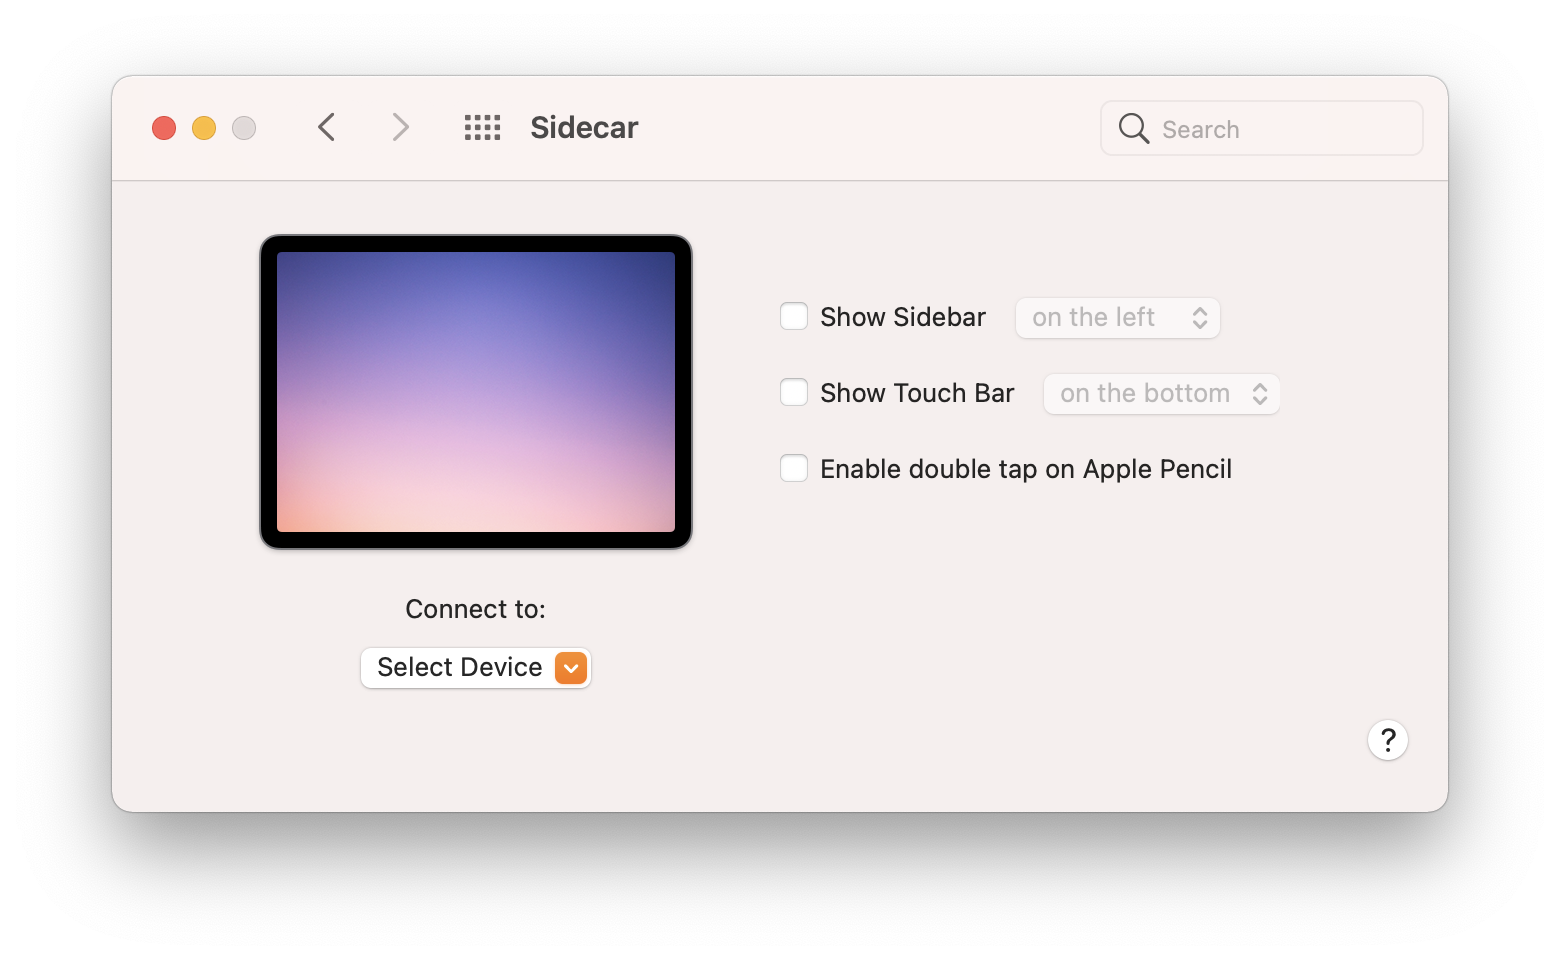 Sidecar
Search
Show Sidebar on the left
Show Touch Bar on the bottom
Enable double tap on Apple Pencil
Connect to:
Select Device
?